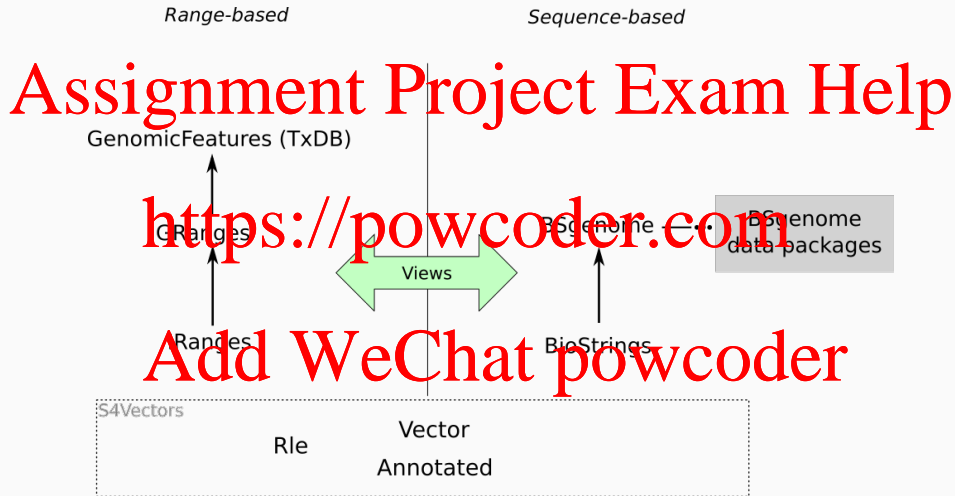 Range-based
Sequence-based
Assignment Project Exam Help
GenomicFeatures (TxDB)
https://powcoder.com
GRanges
BSgenome
BSgenome
data packages
Views
IRanges
BioStrings
Add WeChat powcoder
S4Vectors
Rle
Vector
Annotated